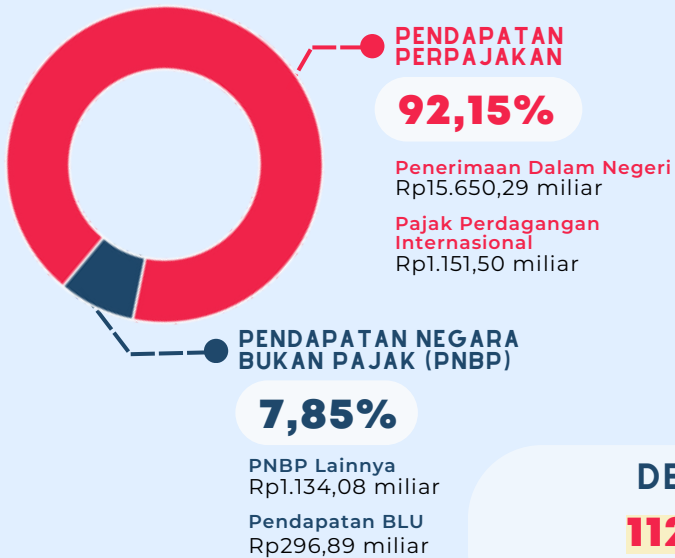 PENDAPATAN
PERPAJAKAN
92,15%
Penerimaan Dalam Negeri
Rp15.650,29 miliar
Pajak Perdagangan
Internasional
Rp1.151,50 miliar
PENDAPATAN NEGARA
BUKAN PAJAK (PNBP)
7,85%
PNBP Lainnya
Rp1.134,08 miliar
Pendapatan BLU
Rp296,89 miliar